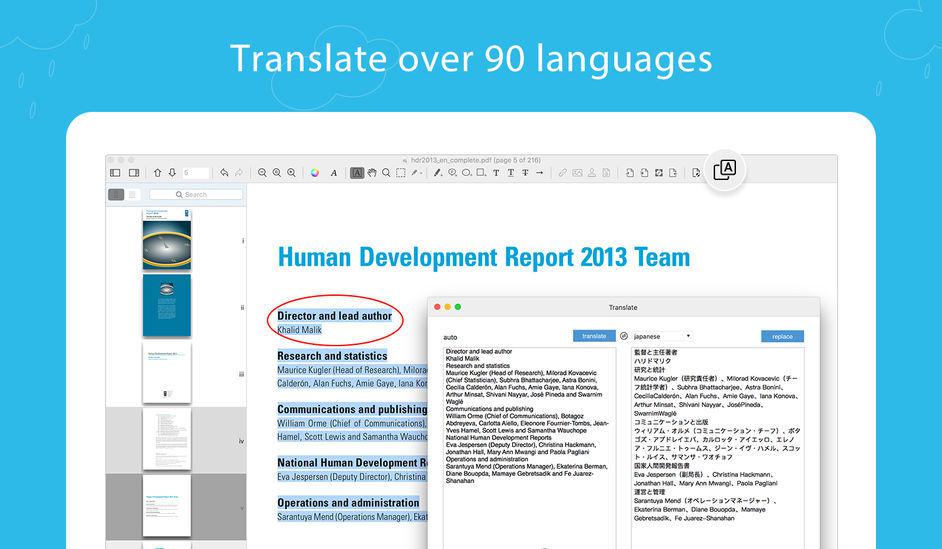 Translate over 90 languages
hdr2013_en_complete.pdf (page 5 of 216)
5
A
A
T
T
T
A
Search
i
ii
iii
iv
v
Human Development Report 2013 Team
Director and lead author
Khalid Malik
Research and statistics
Maurice Kugler (Head of Research), Milorad
Calderón, Alan Fuchs, Amie Gaye, Iana Kon
Communications and publishing
William Orme (Chief of Communications),
Hamel, Scott Lewis and Samantha Wauchope
National Human Development Re
Eva Jespersen (Deputy Director), Christina
Operations and administration
Sarantuya Mend (Operations Manager), Ekat
Translate
auto
translate
japanese
replace
Director and lead author
Khalid Malik
Research and statistics
Maurice Kugler (Head of Research), Milorad Kovacevic
(Chief Statistician), Subhra Bhattacharjee, Astra Bonini,
Cecilia Calderón, Alan Fuchs, Amie Gaye, Iana Konova,
Arthur Minsat, Shivani Nayyar, José Pineda and Swarnim
Waglé
Communications and publishing
William Orme (Chief of Communications), Botagoz
Abdreyeva, Carlotta Aiello, Eleonore Fournier-Tombs, Jean-
Yves Hamel, Scott Lewis and Samantha Wauchope
National Human Development Reports
Eva Jespersen (Deputy Director), Christina Hackmann,
Jonathan Hall, Mary Ann Mwangi and Paola Pagliani
Operations and administration
Sarantuya Mend (Operations Manager), Ekaterina Berman,
Diane Bouopda, Mamaye Gebretsadik and Fe Juarez-
Shanahan
監督と主任著者
ハリドマリク
研究と統計
Maurice Kugler（研究責任者）、Milorad Kovacevic（チー
フ統計学者）、Subhra Bhattacharjee、Astra Bonini、
CeciliaCalderón、Alan Fuchs、Amie Gaye、Iana Konova、
Arthur Minsat、Shivani Nayyar、JoséPineda、
SwarnimWaglé
コミュニケーションと出版
ウィリアム・オルメ（コミュニケーション・チーフ）、ボタ
ゴズ・アブドレイエバ、カルロッタ・アイエッロ、エレノ
ア・フルニエ・トゥームス、ジーン・イヴ・ハメル、スコッ
ト・ルイス、サマンサ・ワオチョフ
国家人間開発報告書
Eva Jespersen（副局長）、Christina Hackmann、
Jonathan Hall、Mary Ann Mwangi、Paola Pagliani
運営と管理
Sarantuya Mend（オペレーションマネージャー）、
Ekaterina Berman、Diane Bouopda、Mamaye
Gebretsadik、Fe Juarez-Shanahan